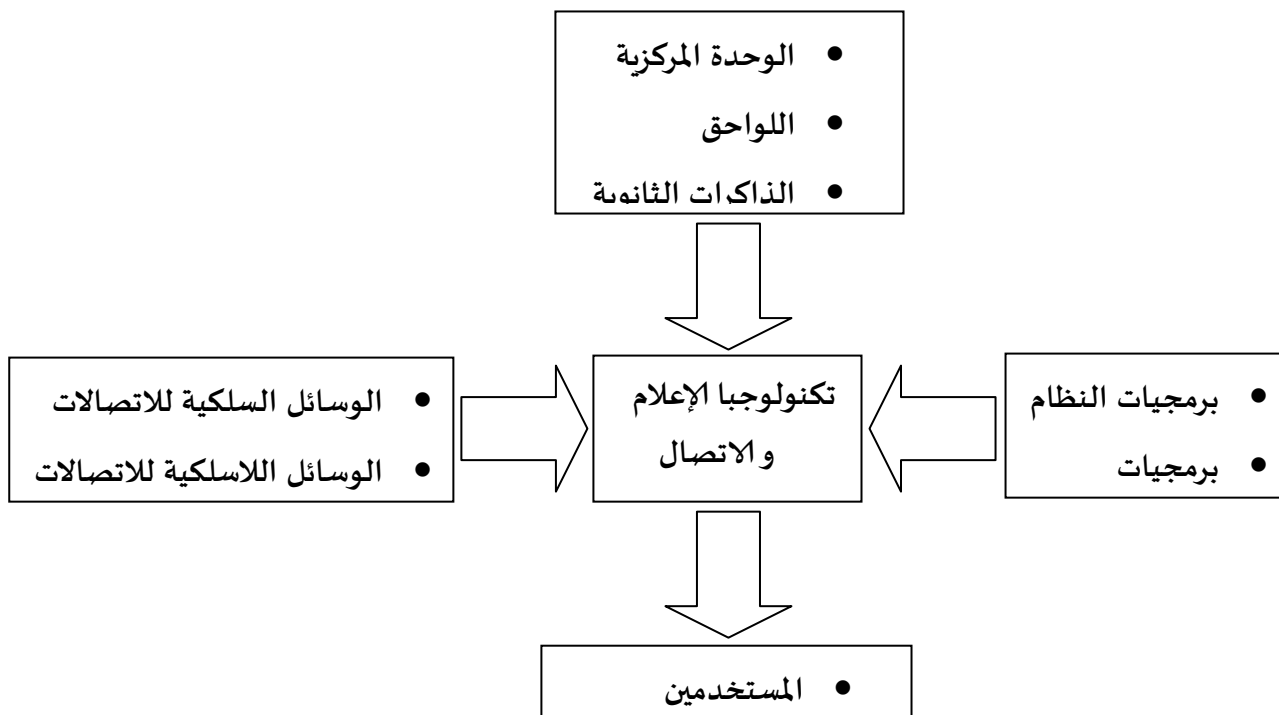 الوحدة المركزية
اللواحق
الذاكرات الثانوية
برمجيات النظام
برمجيات
تكنولوجبا الإعلام
و الاتصال
الوسائل السلكية للاتصالات
الوسائل اللاسلكية للاتصالات
المستخدمين